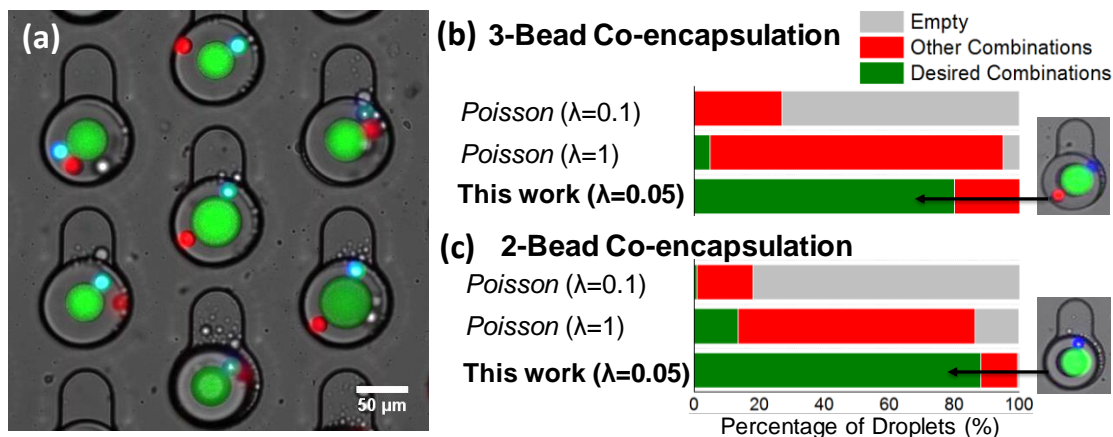 (a)
50 µm
(b) 3-Bead Co-encapsulation
Empty
Other Combinations
Desired Combinations
Poisson (λ=0.1)
Poisson (λ=1)
This work (λ=0.05)
(c) 2-Bead Co-encapsulation
Poisson (λ=0.1)
Poisson (λ=1)
This work (λ=0.05)
0 20 40 60 80 100
Percentage of Droplets (%)